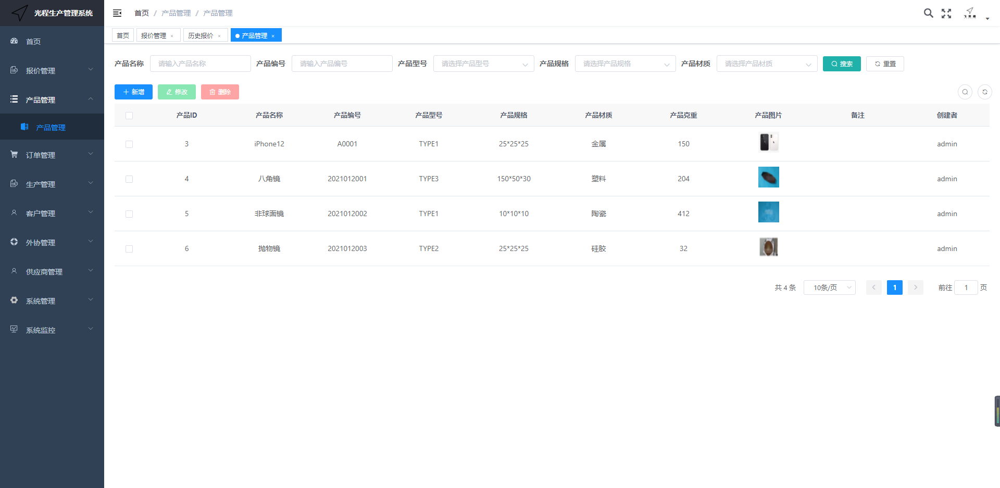 光程生产管理系统
首页
报价管理
产品管理
产品管理
订单管理
生产管理
客户管理
外协管理
供应商管理
系统管理
系统监控
首页 / 产品管理 / 产品管理
首页 报价管理 × 历史报价 × 产品管理 ×
产品名称 请输入产品名称 产品编号 请输入产品编号 产品型号 请选择产品型号 产品规格 请选择产品规格 产品材质 请选择产品材质 搜索 重置
新增 修改 删除
产品ID 产品名称 产品编号 产品型号 产品规格 产品材质 产品克重 产品图片 备注 创建者
3 iPhone12 A0001 TYPE1 25*25*25 金属 150 admin
4 八角镜 2021012001 TYPE3 150*50*30 塑料 204 admin
5 非球面镜 2021012002 TYPE1 10*10*10 陶瓷 412 admin
6 抛物镜 2021012003 TYPE2 25*25*25 硅胶 32 admin
共 4 条 10条/页 1 前往 1 页